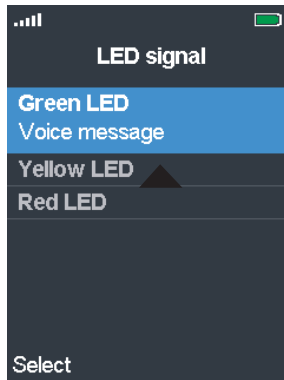 LED signal
Green LED
Voice message
Yellow LED
Red LED
Select